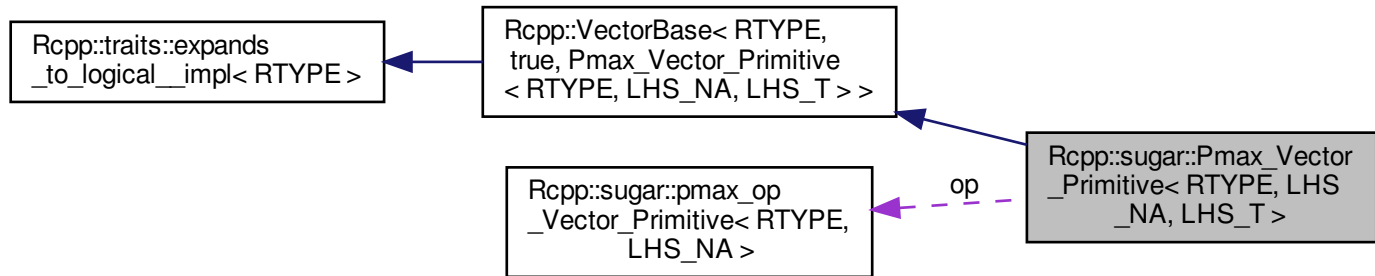 Rcpp::traits::expands
_to_logical__impl< RTYPE >
Rcpp::VectorBase< RTYPE,
true, Pmax_Vector_Primitive
< RTYPE, LHS_NA, LHS_T > >
Rcpp::sugar::pmax_op
_Vector_Primitive< RTYPE,
LHS_NA >
op
Rcpp::sugar::Pmax_Vector
_Primitive< RTYPE, LHS
_NA, LHS_T >